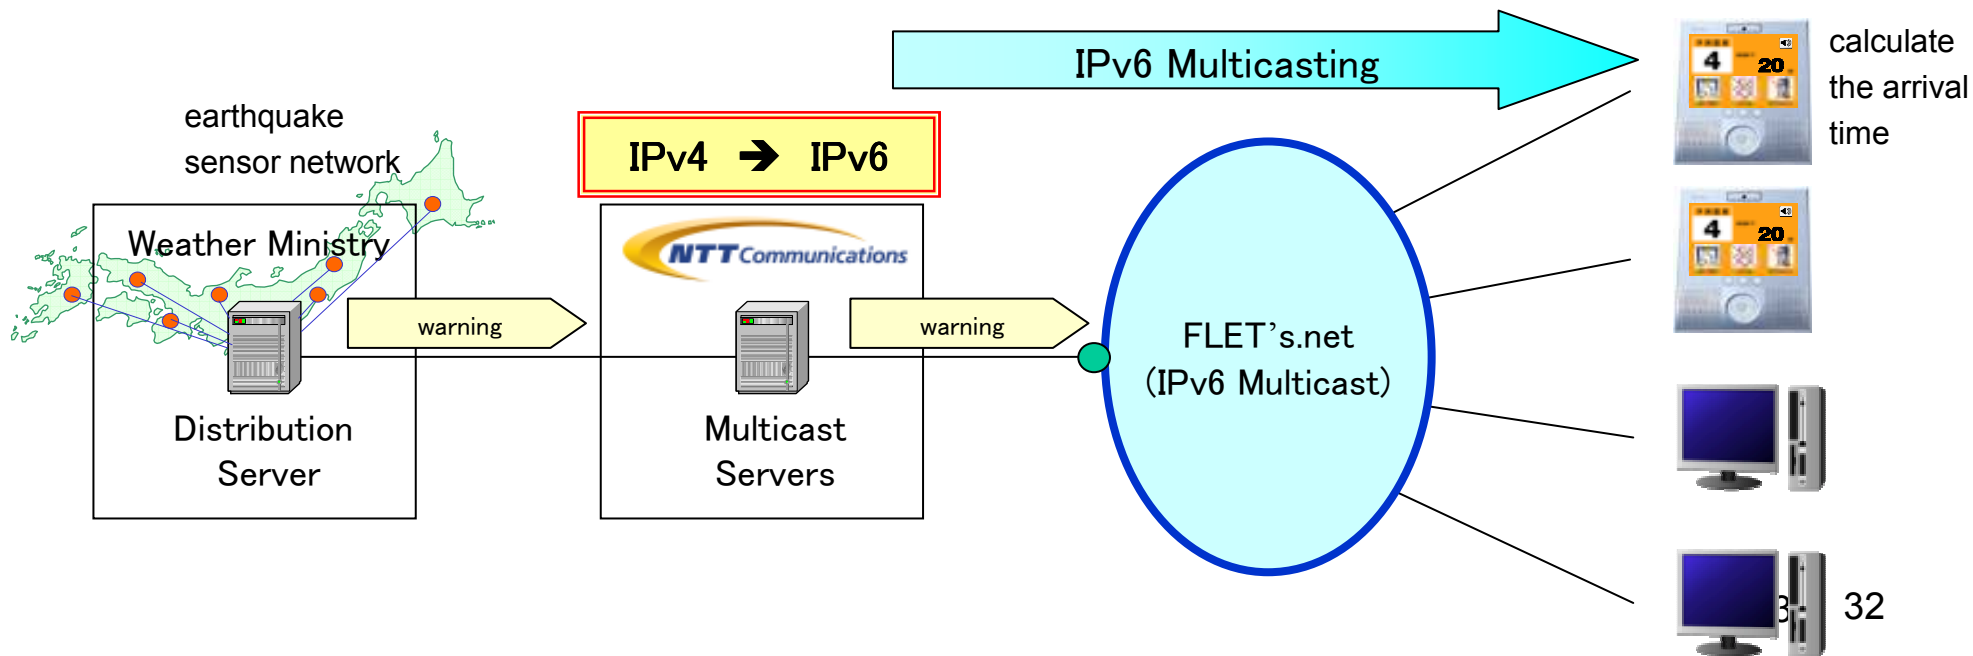 IPv6 Multicasting
calculate
the arrival
time
4
20
earthquake
sensor network
IPv4 ➔ IPv6
Weather Ministry
NTT Communications
4
20
warning
warning
FLET's.net
(IPv6 Multicast)
Distribution
Server
Multicast
Servers
3
32